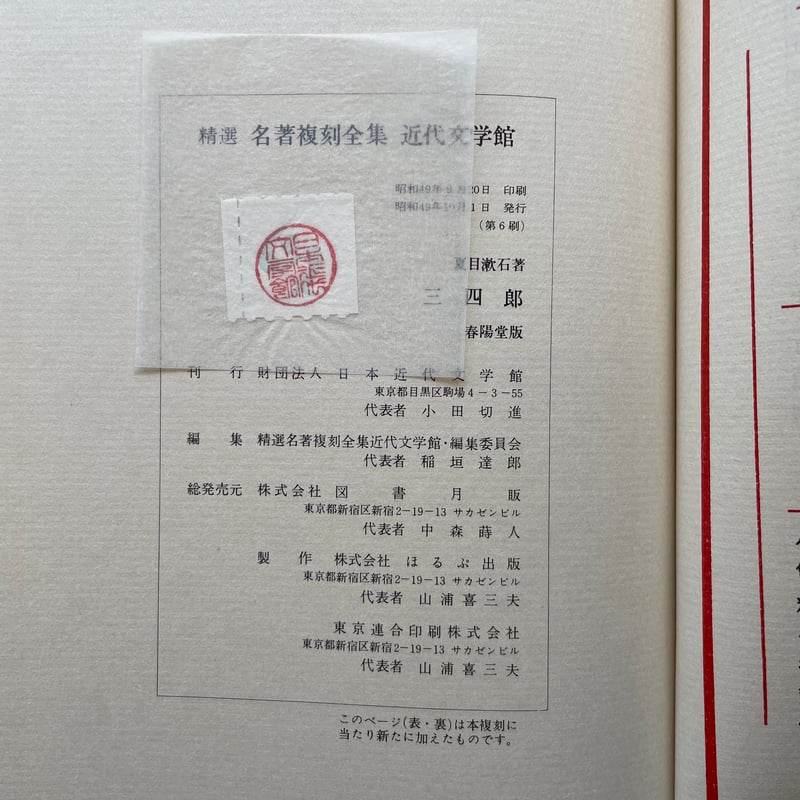 精選 名著複刻全集 近代文学館
昭和49年9月20日 印刷
昭和49年10月1日 発行
(第6刷)
夏目漱石著
三四郎
春陽堂版
刊行 財団法人 日本近代文学館
東京都目黒区駒場4-3-55
代表者 小田切進
編集 精選名著複刻全集近代文学館・編集委員会
代表者 稲垣達郎
総発売元 株式会社 図書月販
東京都新宿区新宿2-19-13 サカゼンビル
代表者 中森蒔人
製作 株式会社 ほるぷ出版
東京都新宿区新宿2-19-13 サカゼンビル
代表者 山浦喜三夫
東京連合印刷株式会社
東京都新宿区新宿2-19-13 サカゼンビル
代表者 山浦喜三夫
このページ(表・裏)は本複刻に
当たり新たに加えたものです。